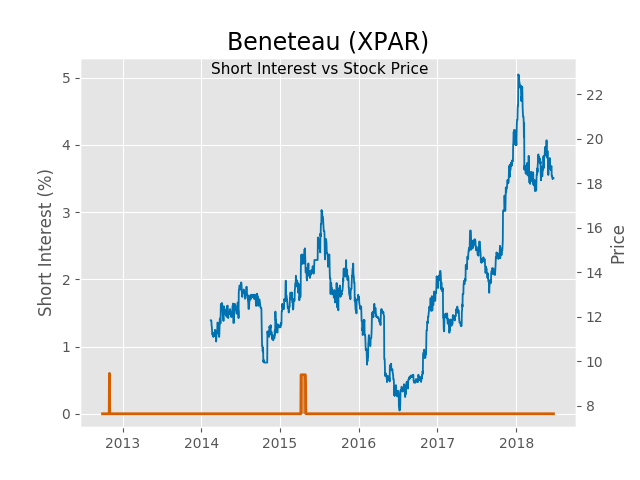 Beneteau (XPAR)
Short Interest vs Stock Price
Short Interest (%)
5
4
3
2
1
0
22
20
18
16
14
12
10
8
Price
2013 2014 2015 2016 2017 2018